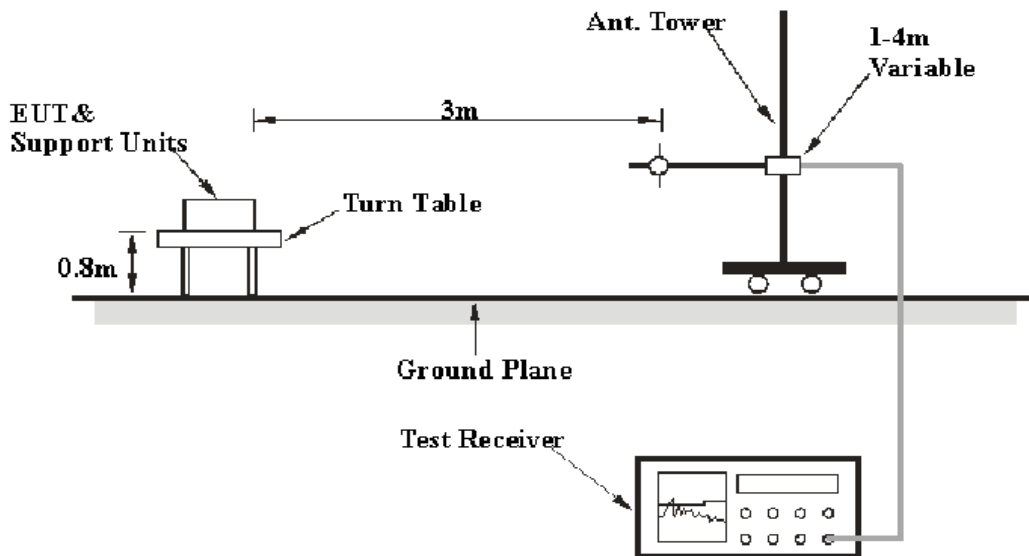 Ant. Tower
1-4m
Variable
EUT&
Support Units
3m
Turn Table
0.8m
Ground Plane
Test Receiver